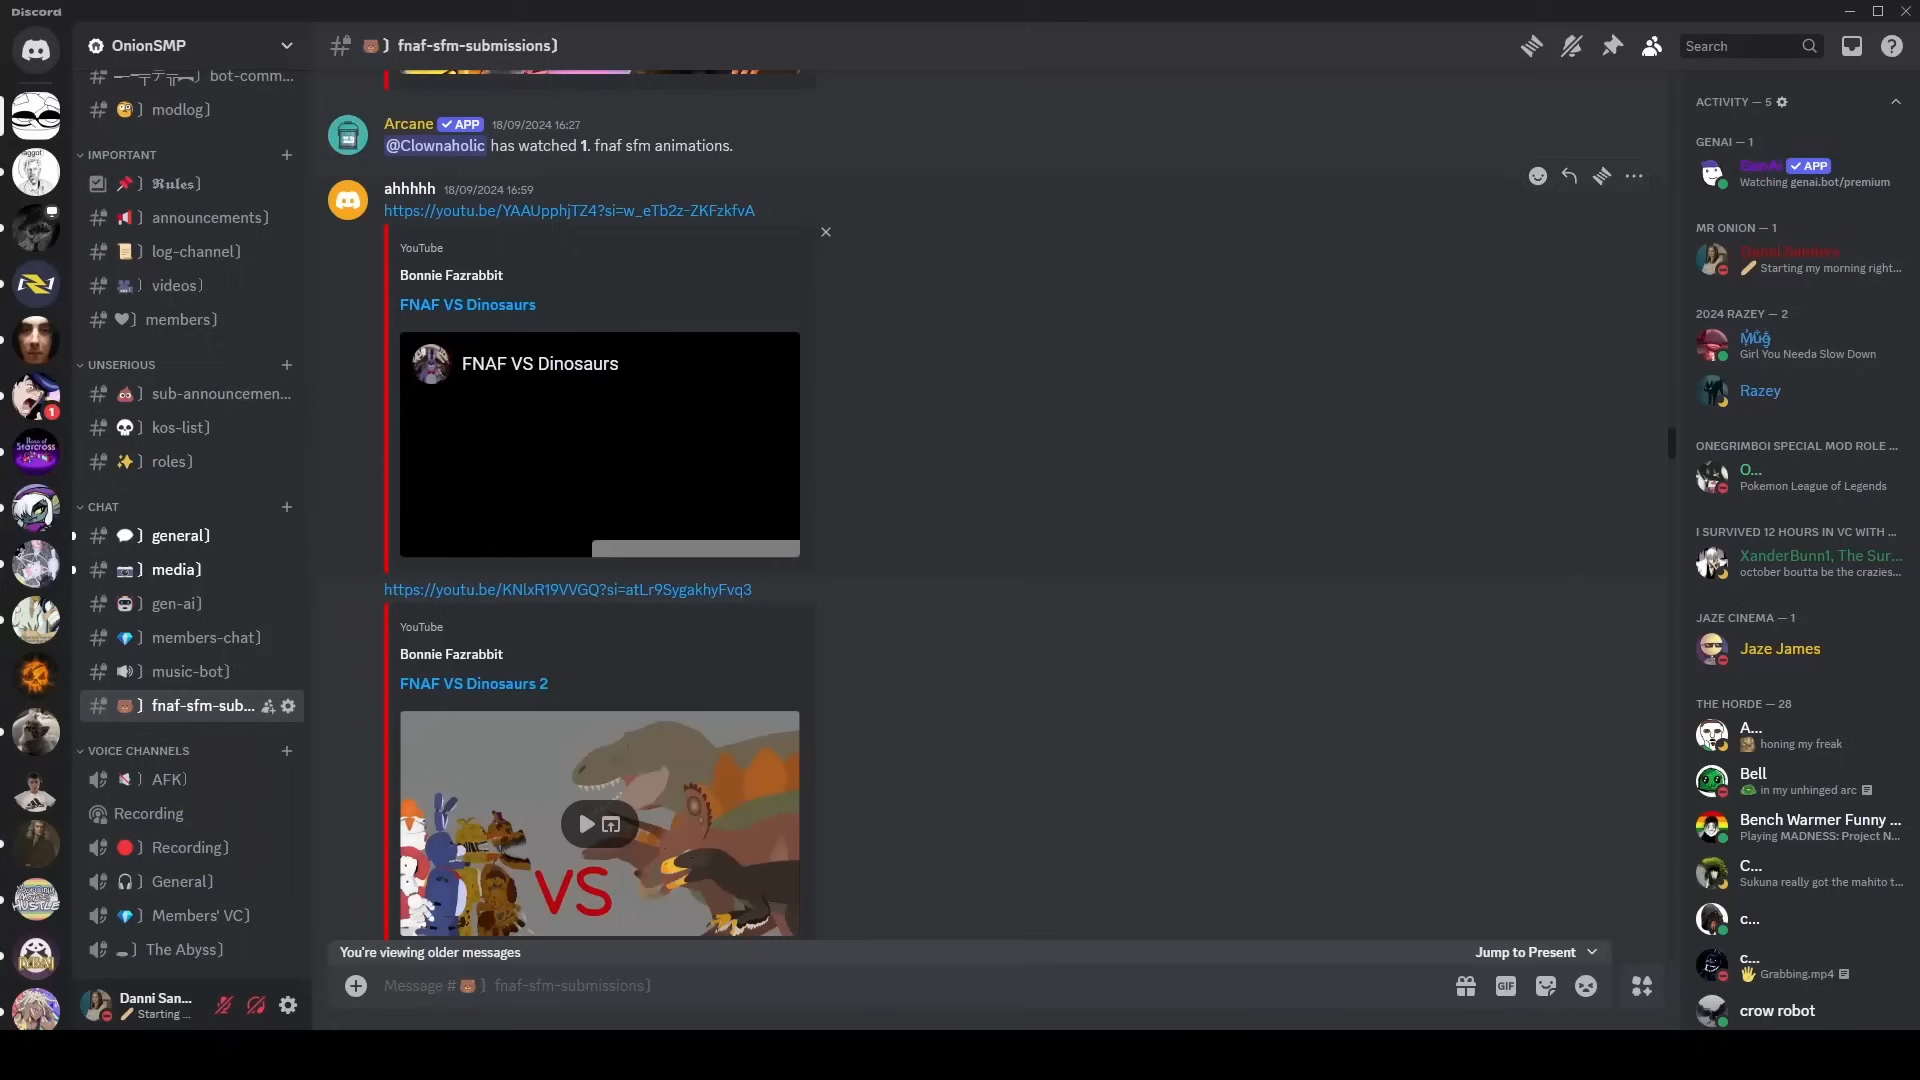 Discord
OnionSMP
bot-comm...
modlog
IMPORTANT
Rules
announcements
log-channel
videos
members
UNSERIOUS
sub-announcemen...
kos-list
roles
CHAT
general
media
gen-ai
members-chat
music-bot
fnaf-sfm-sub...
VOICE CHANNELS
AFK
Recording
Recording
General
Members' VC
The Abyss
Danni San...
Starting ...
1
fnaf-sfm-submissions
Search
Arcane APP 18/09/2024 16:27
@Clownaholic has watched 1. fnaf sfm animations.
ahhhhh 18/09/2024 16:59
https://youtu.be/YAAUpphjTZ4?si=w_eTb2z-ZKFzkfvA
YouTube
Bonnie Fazrabbit
FNAF VS Dinosaurs
FNAF VS Dinosaurs
https://youtu.be/KNlxR19VVGQ?si=atLr9SygakhyFvq3
YouTube
Bonnie Fazrabbit
FNAF VS Dinosaurs 2
VS
You're viewing older messages
Jump to Present
Message # fnaf-sfm-submissions
GIF
ACTIVITY — 5
GENAI — 1
GenAi APP
Watching genai.bot/premium
MR ONION — 1
Danni Sanders
Starting my morning right...
2024 RAZEY — 2
Mug
Girl You Needa Slow Down
Razey
ONEGRIMBOI SPECIAL MOD ROLE ...
O...
Pokemon League of Legends
I SURVIVED 12 HOURS IN VC WITH ...
XanderBunn1, The Sur...
october boutta be the crazies...
JAZE CINEMA — 1
Jaze James
THE HORDE — 28
A...
honing my freak
Bell
in my unhinged arc
Bench Warmer Funny ...
Playing MADNESS: Project N...
C...
Sukuna really got the mahito t...
c...
c...
Grabbing.mp4
crow robot